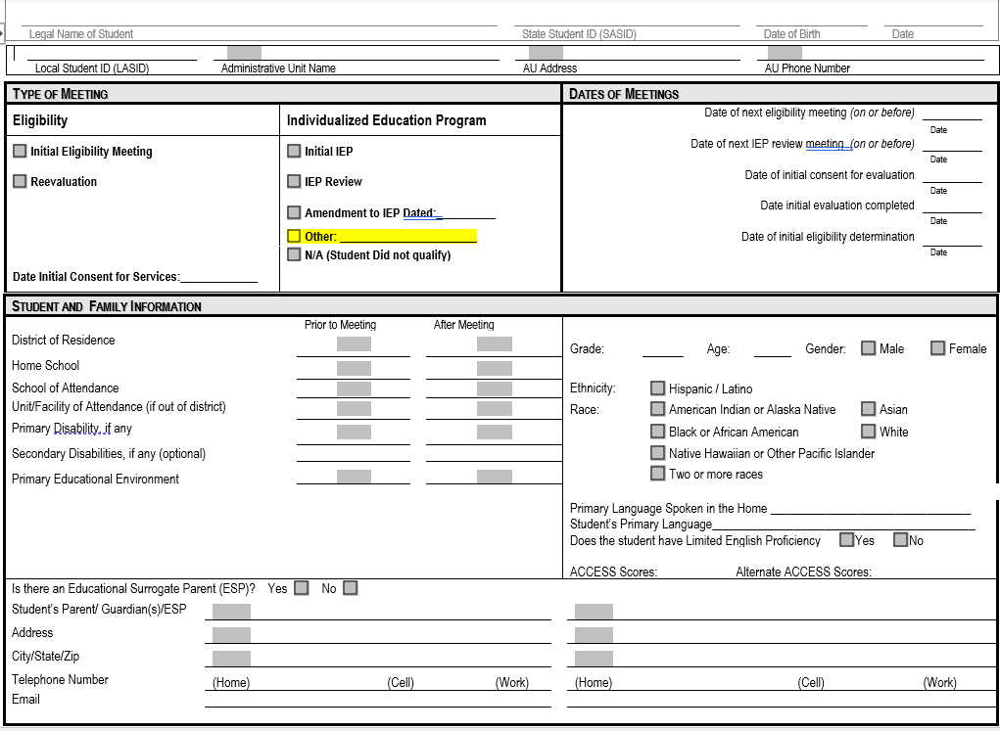 Legal Name of Student State Student ID (SASID) Date of Birth Date
Local Student ID (LASID) Administrative Unit Name AU Address AU Phone Number
TYPE OF MEETING DATES OF MEETINGS
Eligibility Individualized Education Program
Date of next eligibility meeting (on or before)
Date
Initial Eligibility Meeting Initial IEP
Date of next IEP review meeting (on or before)
Date
Reevaluation IEP Review
Date of initial consent for evaluation
Date
Amendment to IEP Dated:__________
Date initial evaluation completed
Date
Other: ______________________
Date of initial eligibility determination
Date
N/A (Student Did not qualify)
Date Initial Consent for Services:_____________
STUDENT AND FAMILY INFORMATION
Prior to Meeting After Meeting
District of Residence
Grade: Age: Gender: Male Female
Home School
School of Attendance
Ethnicity: Hispanic / Latino
Unit/Facility of Attendance (if out of district)
Race: American Indian or Alaska Native Asian
Primary Disability, if any
Black or African American White
Secondary Disabilities, if any (optional)
Native Hawaiian or Other Pacific Islander
Primary Educational Environment
Two or more races
Primary Language Spoken in the Home ________________________________
Student's Primary Language__________________________________________
Does the student have Limited English Proficiency Yes No
ACCESS Scores: Alternate ACCESS Scores:
Is there an Educational Surrogate Parent (ESP)? Yes No
Student's Parent/ Guardian(s)/ESP
Address
City/State/Zip
Telephone Number (Home) (Cell) (Work) (Home) (Cell) (Work)
Email